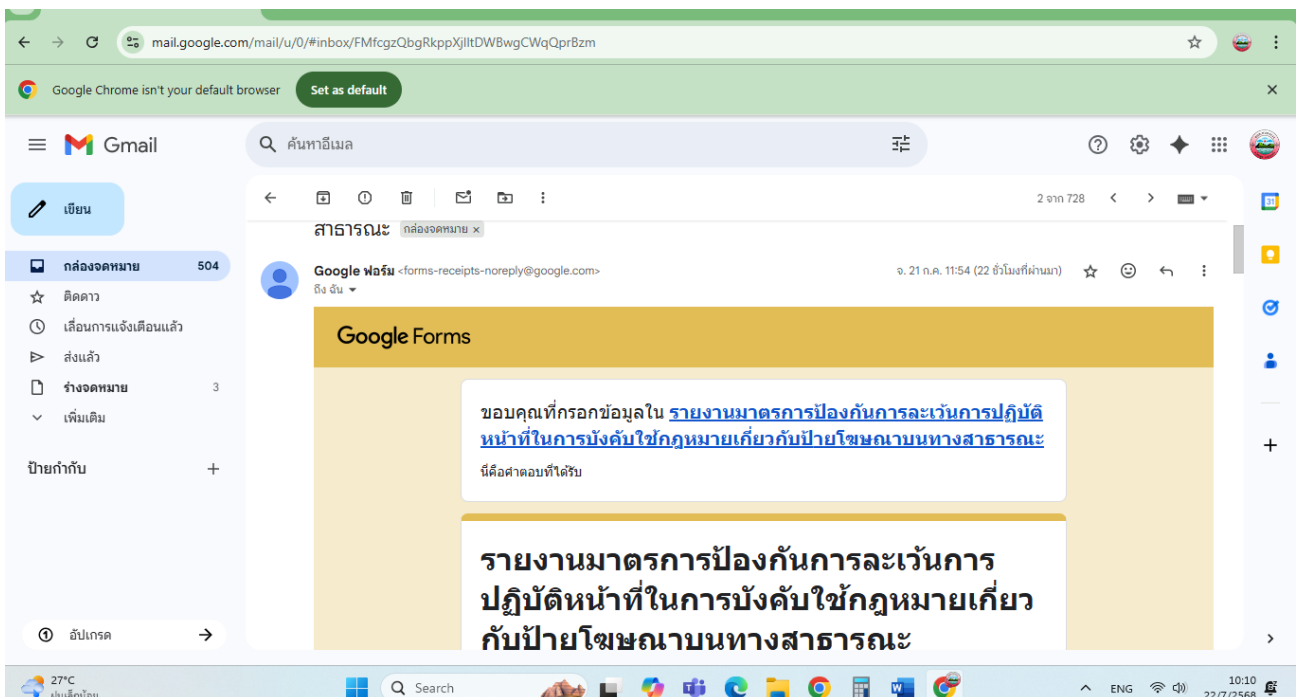 mail.google.com/mail/u/0/#inbox/FMfcgzQbgRkppXjlltDWBwgCWqQprBzm
Google Chrome isn't your default browser
Set as default
Gmail
ค้นหาอีเมล
เขียน
2 จาก 728
สาธารณะ กล่องจดหมาย ×
กล่องจดหมาย 504
Google ฟอร์ม <forms-receipts-noreply@google.com>
จ. 21 ก.ค. 11:54 (22 ชั่วโมงที่ผ่านมา)
ถึง ฉัน
ติดดาว
เลื่อนการแจ้งเตือนแล้ว
ส่งแล้ว
ร่างจดหมาย 3
เพิ่มเติม
ป้ายกำกับ
Google Forms
ขอบคุณที่กรอกข้อมูลใน รายงานมาตรการป้องกันการละเว้นการปฏิบัติ
หน้าที่ในการบังคับใช้กฎหมายเกี่ยวกับป้ายโฆษณาบนทางสาธารณะ
นี่คือคำตอบที่ได้รับ
รายงานมาตรการป้องกันการละเว้นการ
ปฏิบัติหน้าที่ในการบังคับใช้กฎหมายเกี่ยว
กับป้ายโฆษณาบนทางสาธารณะ
อัปเกรด
31
27°C
ฝนเล็กน้อย
Search
ENG
10:10
22/7/2568